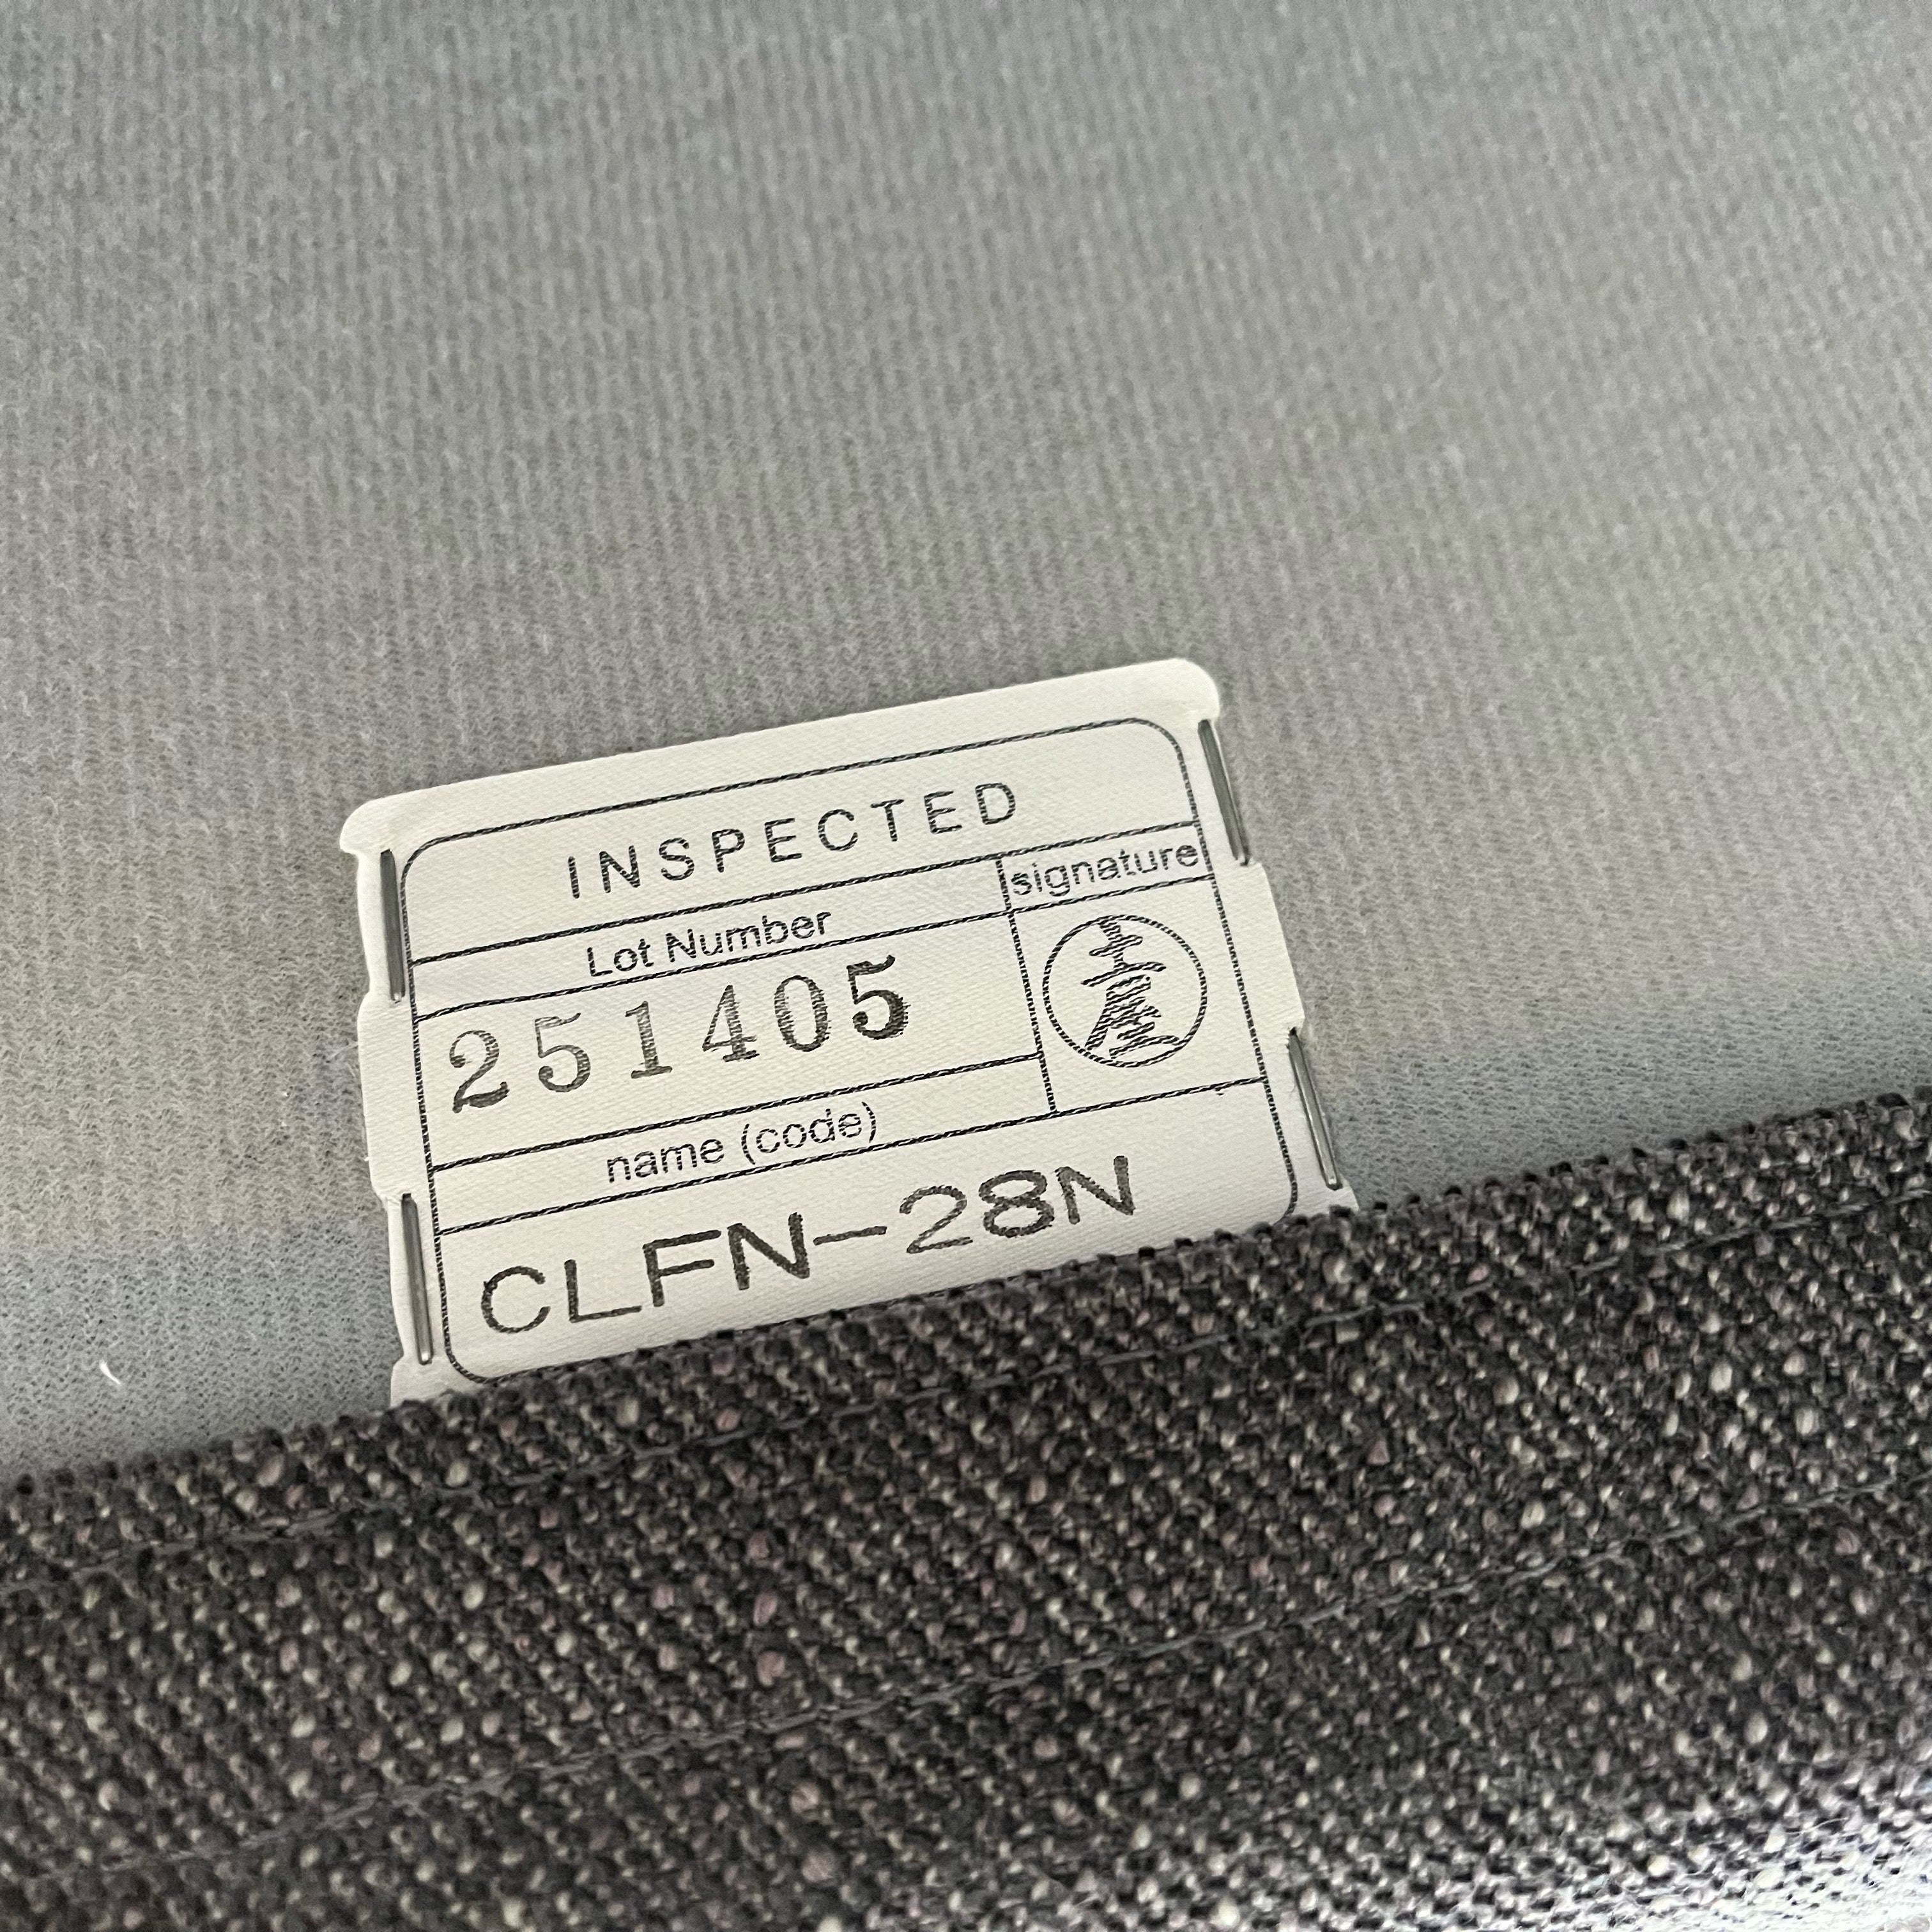 INSPECTED
Lot Number
signature
251405
name (code)
CLFN-28N